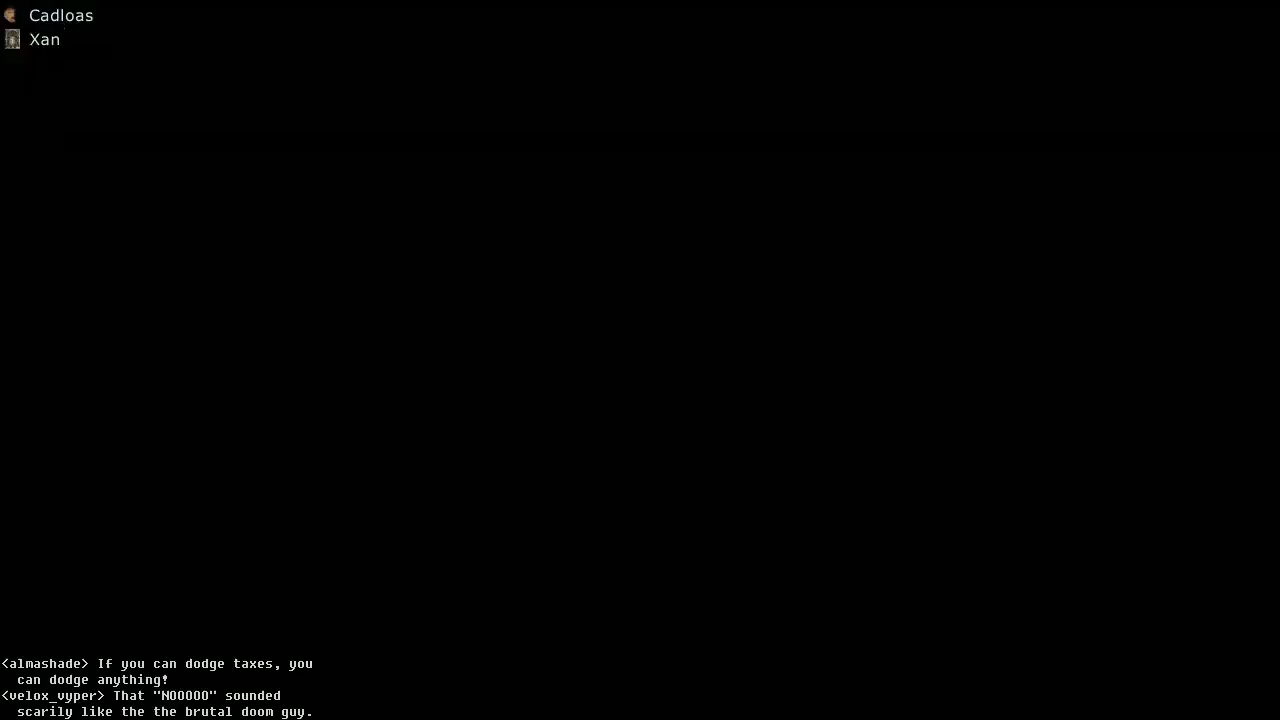 Cadloas
Xan
<almashade> If you can dodge taxes, you
can dodge anything!
<velox_vyper> That "NOOOOO" sounded
scarily like the the brutal doom guy.